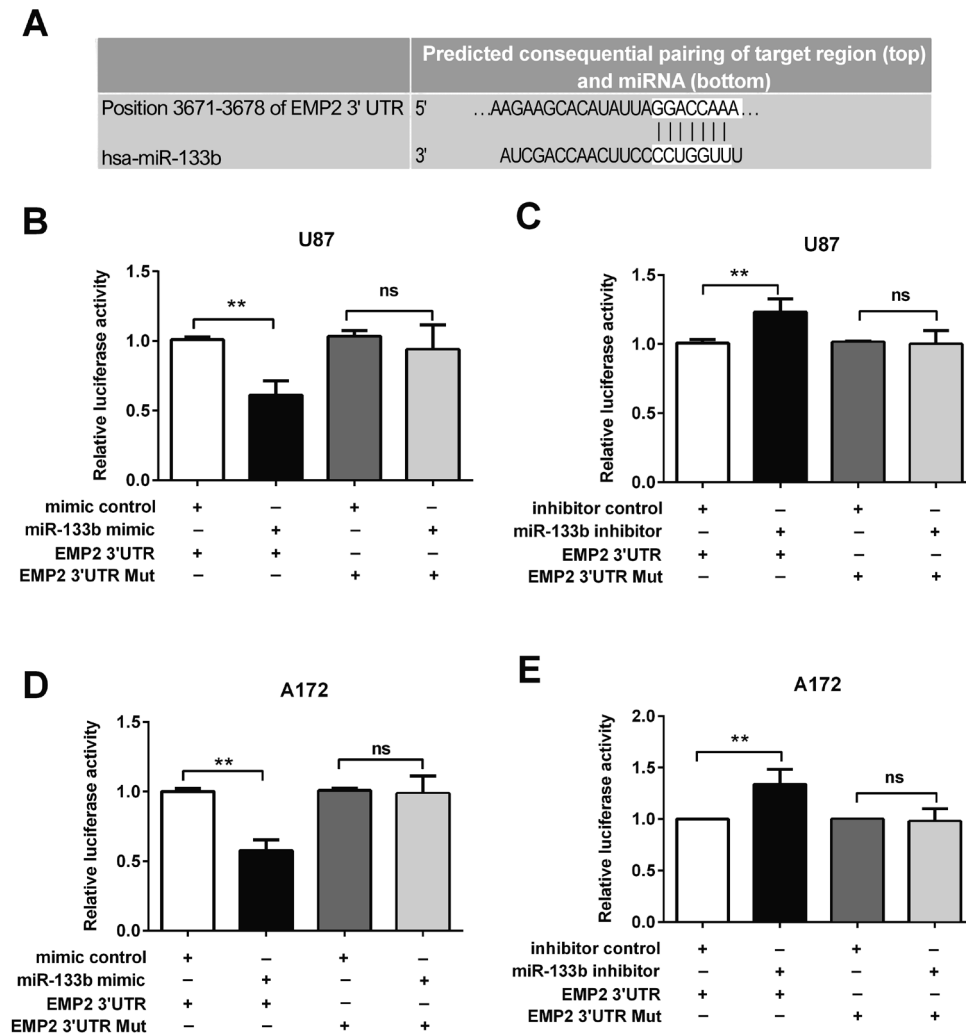 A
Predicted consequential pairing of target region (top)
and miRNA (bottom)
Position 3671-3678 of EMP2 3' UTR 5' ...AAGAAGCACAUAUUAGGACCAAA...
hsa-miR-133b 3' AUCGACCAACUUCCCCUGGUUU
B
U87
Relative luciferase activity
1.5
1.0
0.5
0.0
** ns
mimic control + – + –
miR-133b mimic – + – +
EMP2 3'UTR + + – –
EMP2 3'UTR Mut – – + +
C
U87
Relative luciferase activity
1.5
1.0
0.5
0.0
** ns
inhibitor control + – + –
miR-133b inhibitor – + – +
EMP2 3'UTR + + – –
EMP2 3'UTR Mut – – + +
D
A172
Relative luciferase activity
1.5
1.0
0.5
0.0
** ns
mimic control + – + –
miR-133b mimic – + – +
EMP2 3'UTR + + – –
EMP2 3'UTR Mut – – + +
E
A172
Relative luciferase activity
2.0
1.5
1.0
0.5
0.0
** ns
inhibitor control + – + –
miR-133b inhibitor – + – +
EMP2 3'UTR + + – –
EMP2 3'UTR Mut – – + +